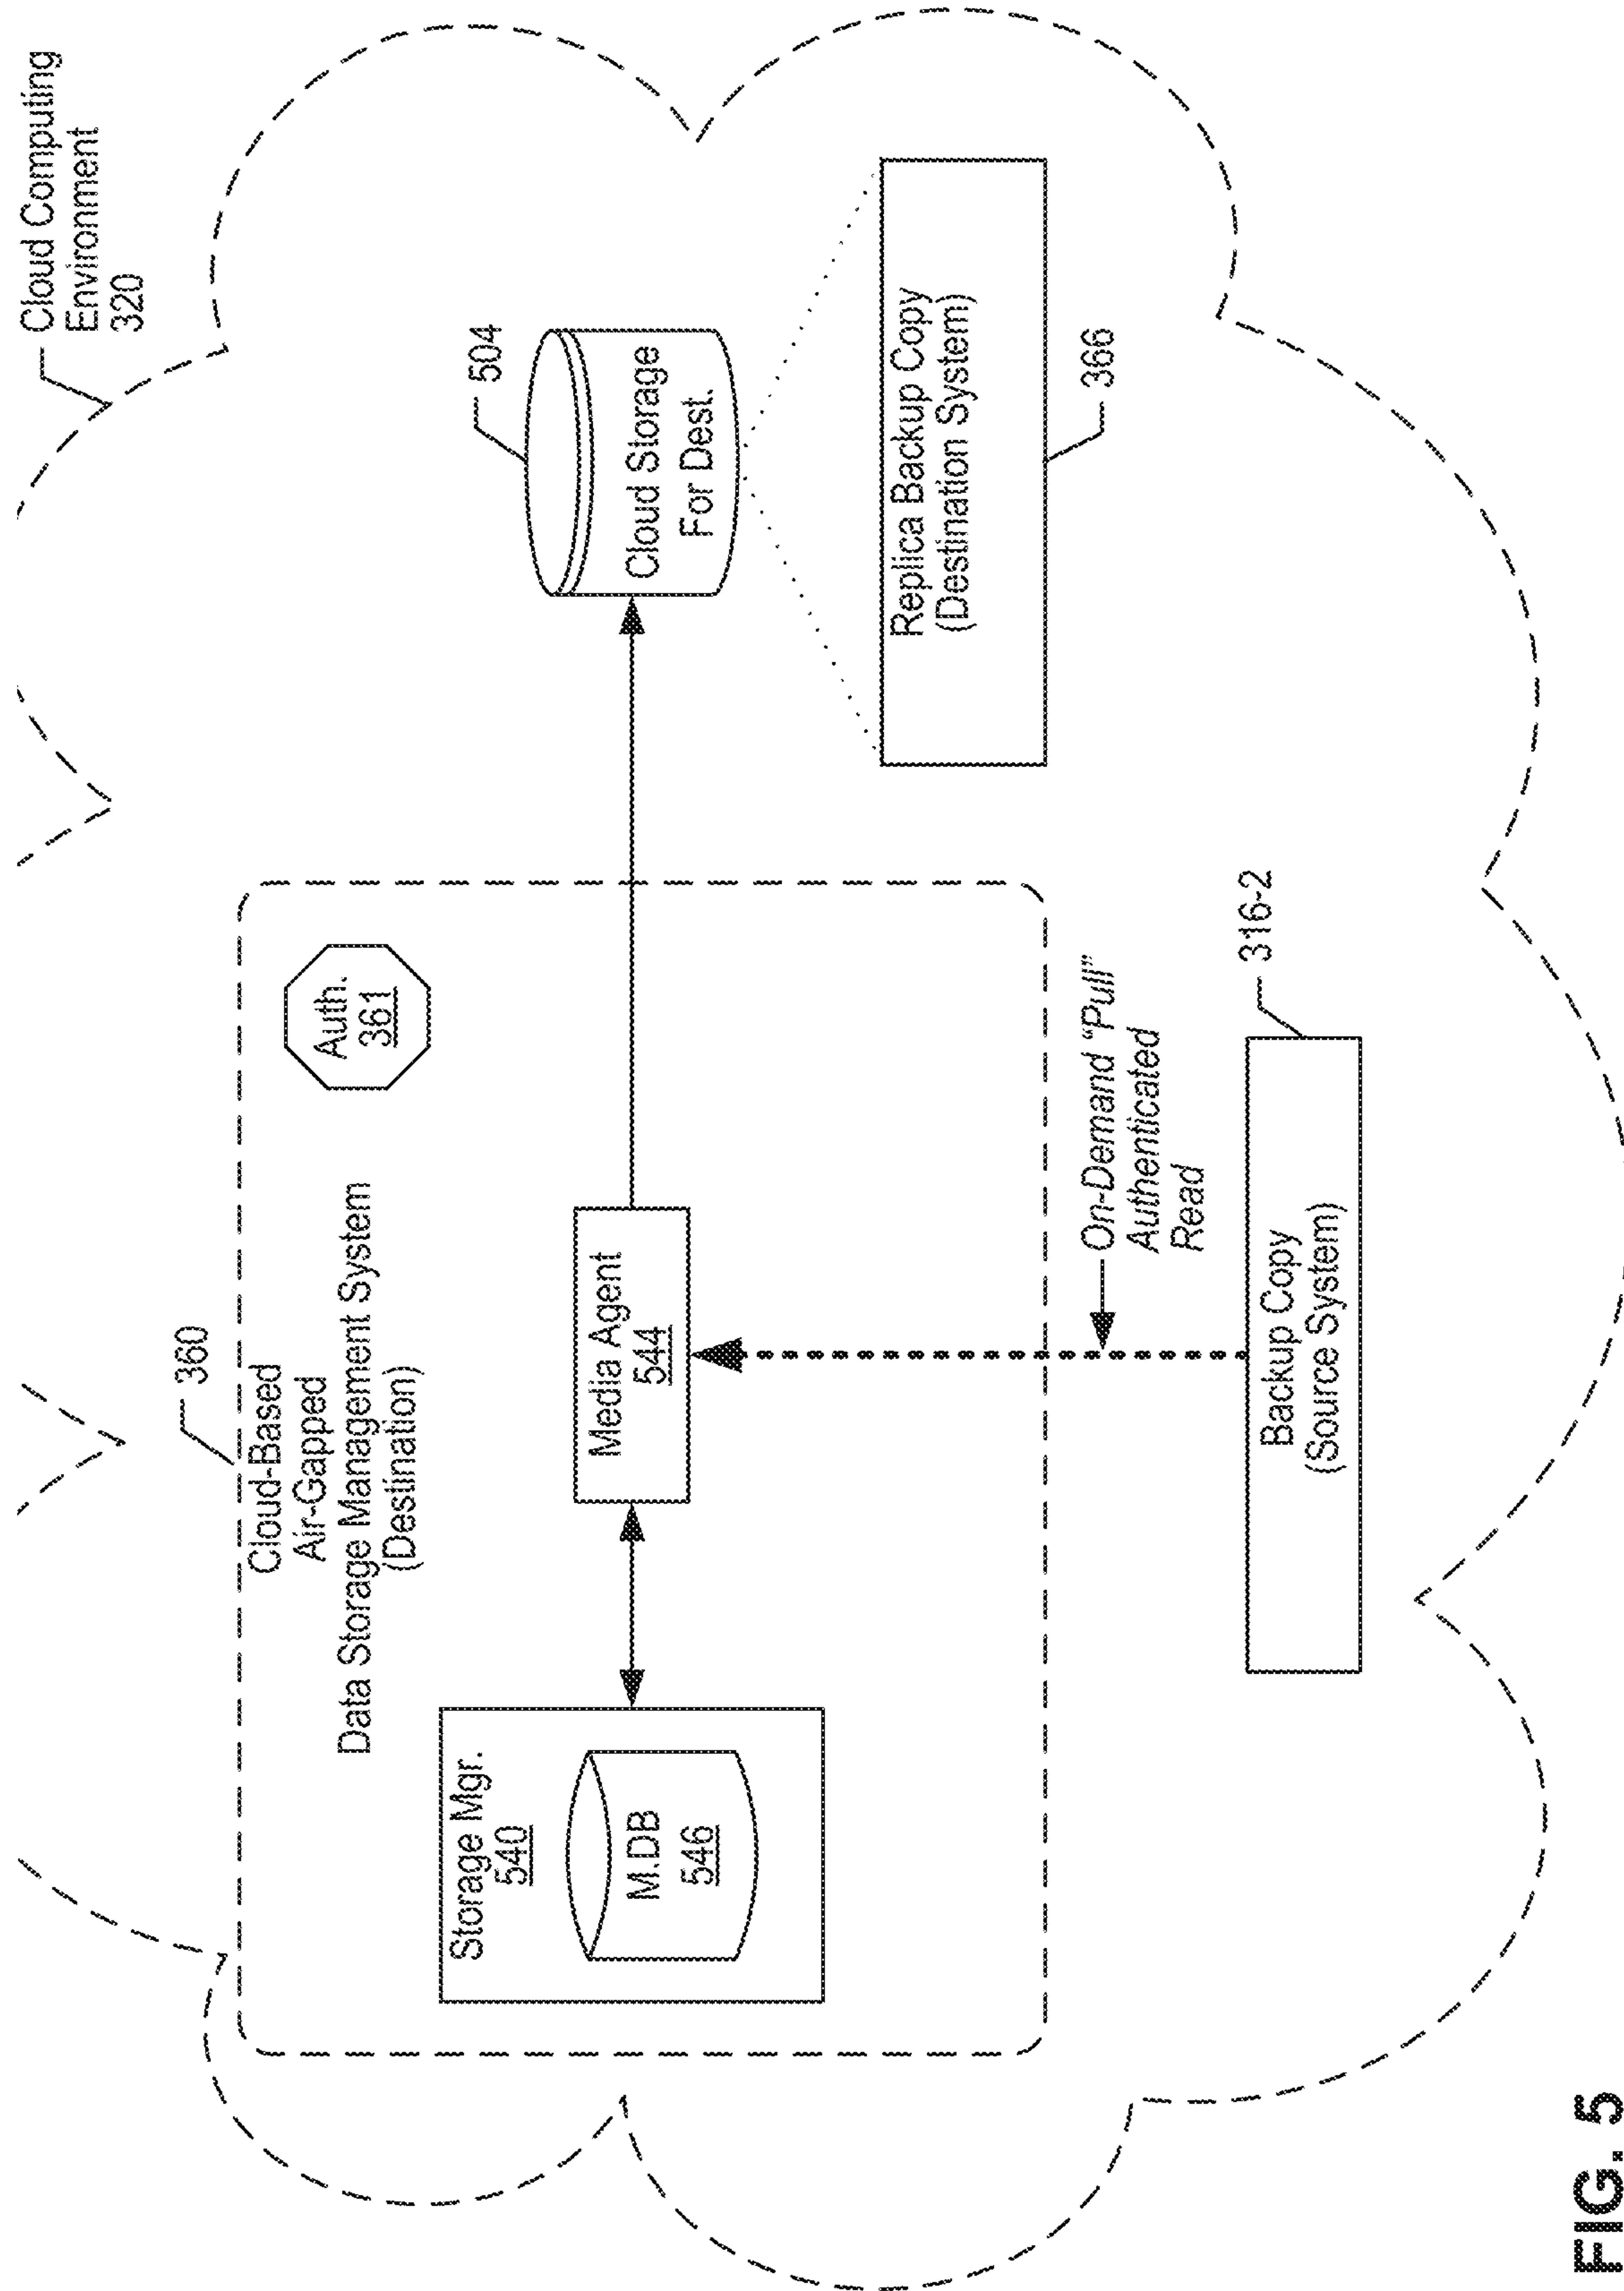 Cloud Computing
Environment
320
360
Cloud-Based
Air-Gapped
Data Storage Management System
(Destination)
Auth.
361
Storage Mgr.
540
M.DB
546
Media Agent
544
504
Cloud Storage
For Dest.
Replica Backup Copy
(Destination System)
366
On-Demand “Pull”
Authenticated
Read
316-2
Backup Copy
(Source System)
FIG. 5